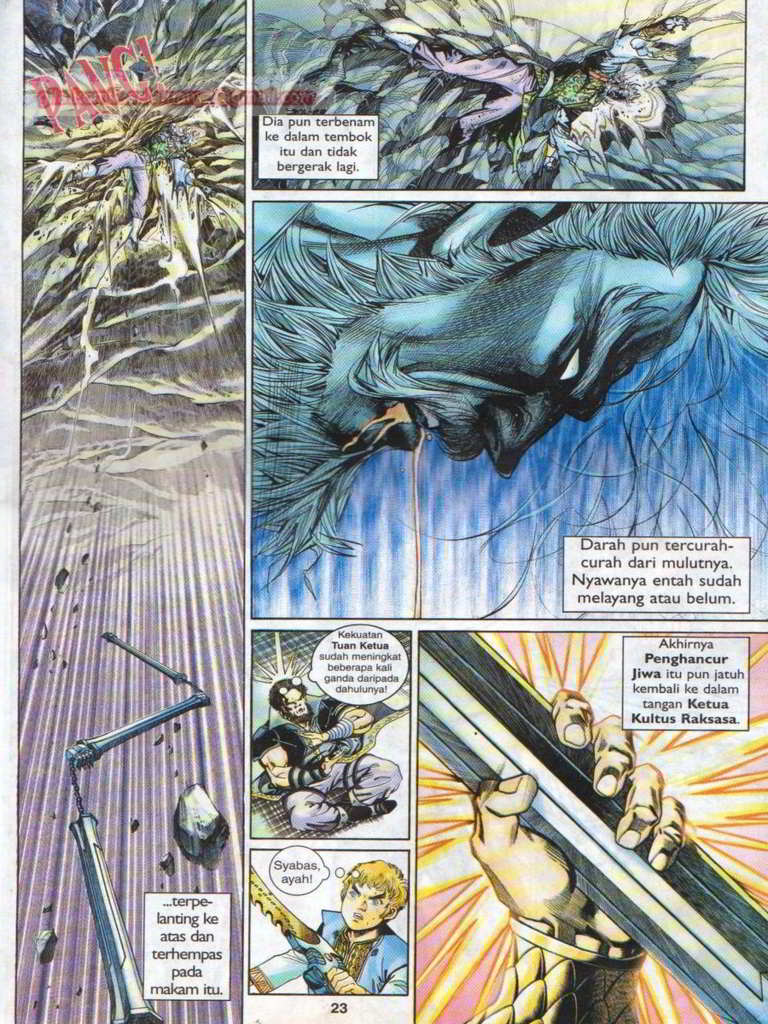 PANG!
Dia pun terbenam
ke dalam tembok
itu dan tidak
bergerak lagi.
Darah pun tercurah-
curah dari mulutnya.
Nyawanya entah sudah
melayang atau belum.
...terpe-
lanting ke
atas dan
terhempas
pada
makam itu.
Kekuatan
Tuan Ketua
sudah meningkat
beberapa kali
ganda daripada
dahulunya!
Akhirnya
Penghancur
Jiwa itu pun jatuh
kembali ke dalam
tangan Ketua
Kultus Raksasa.
Syabas,
ayah!
23